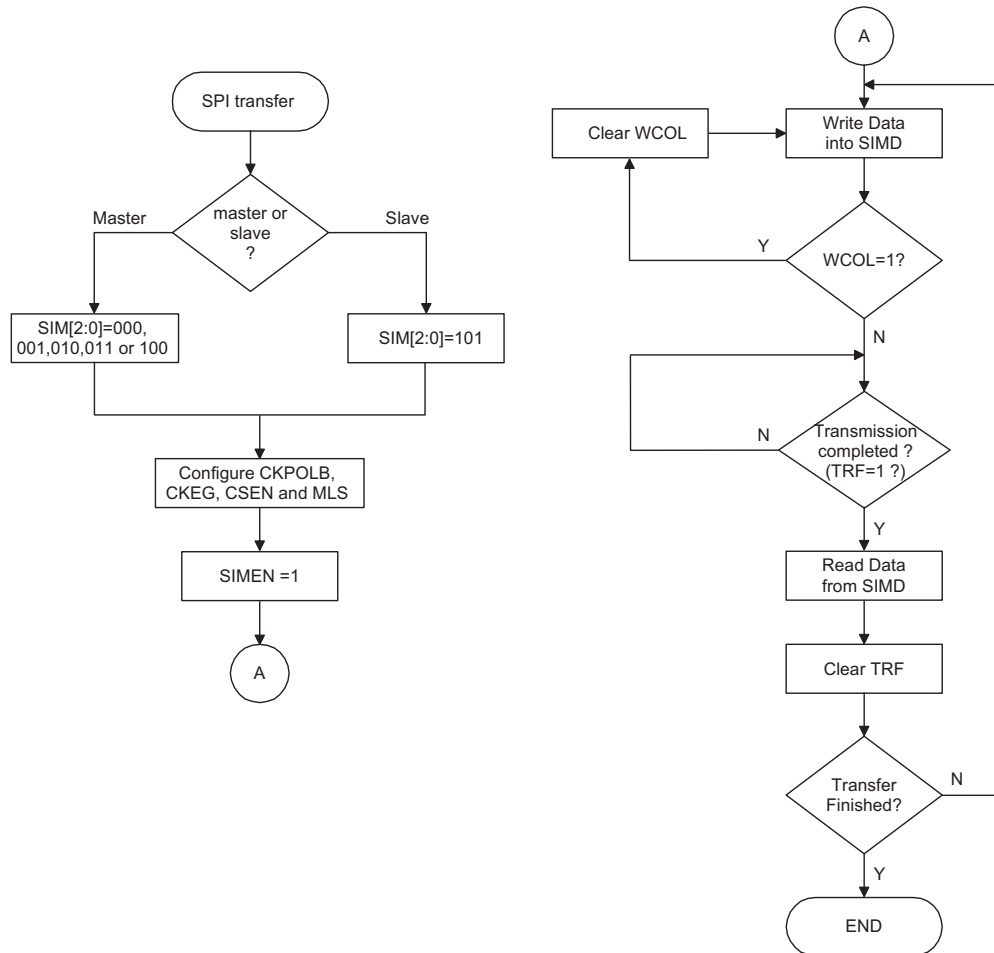 SPI transfer
master or
slave
?
Master
Slave
SIM[2:0]=000,
001,010,011 or 100
SIM[2:0]=101
Configure CKPOLB,
CKEG, CSEN and MLS
SIMEN =1
A
A
Write Data
into SIMD
Clear WCOL
WCOL=1?
Y
N
Transmission
completed ?
(TRF=1 ?)
N
Y
Read Data
from SIMD
Clear TRF
Transfer
Finished?
N
Y
END